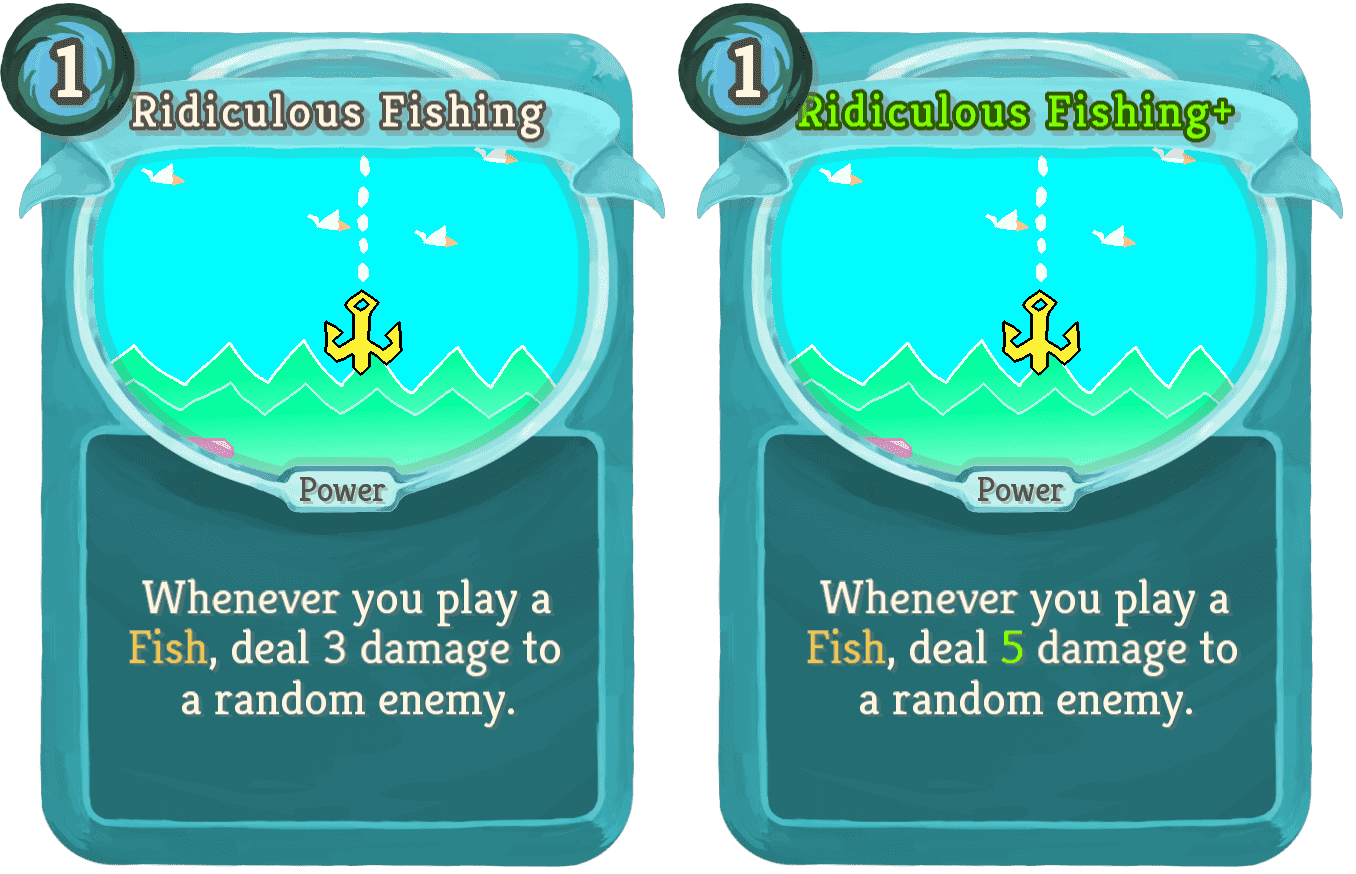 1
Ridiculous Fishing
Power
Whenever you play a
Fish, deal 3 damage to
a random enemy.
1
Ridiculous Fishing+
Power
Whenever you play a
Fish, deal 5 damage to
a random enemy.